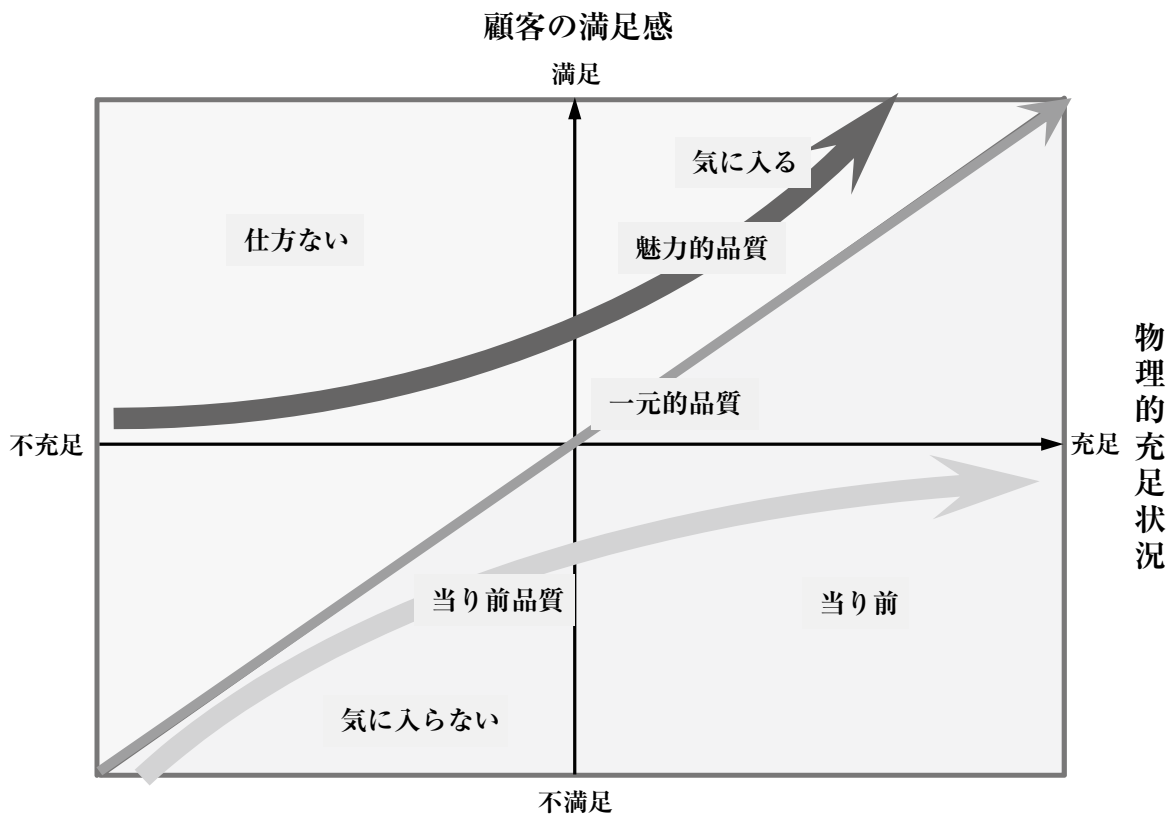 顧客の満足感
満足
気に入る
仕方ない
魅力的品質
一元的品質
不充足
充足
物理的充足状況
当り前品質
当り前
気に入らない
不満足